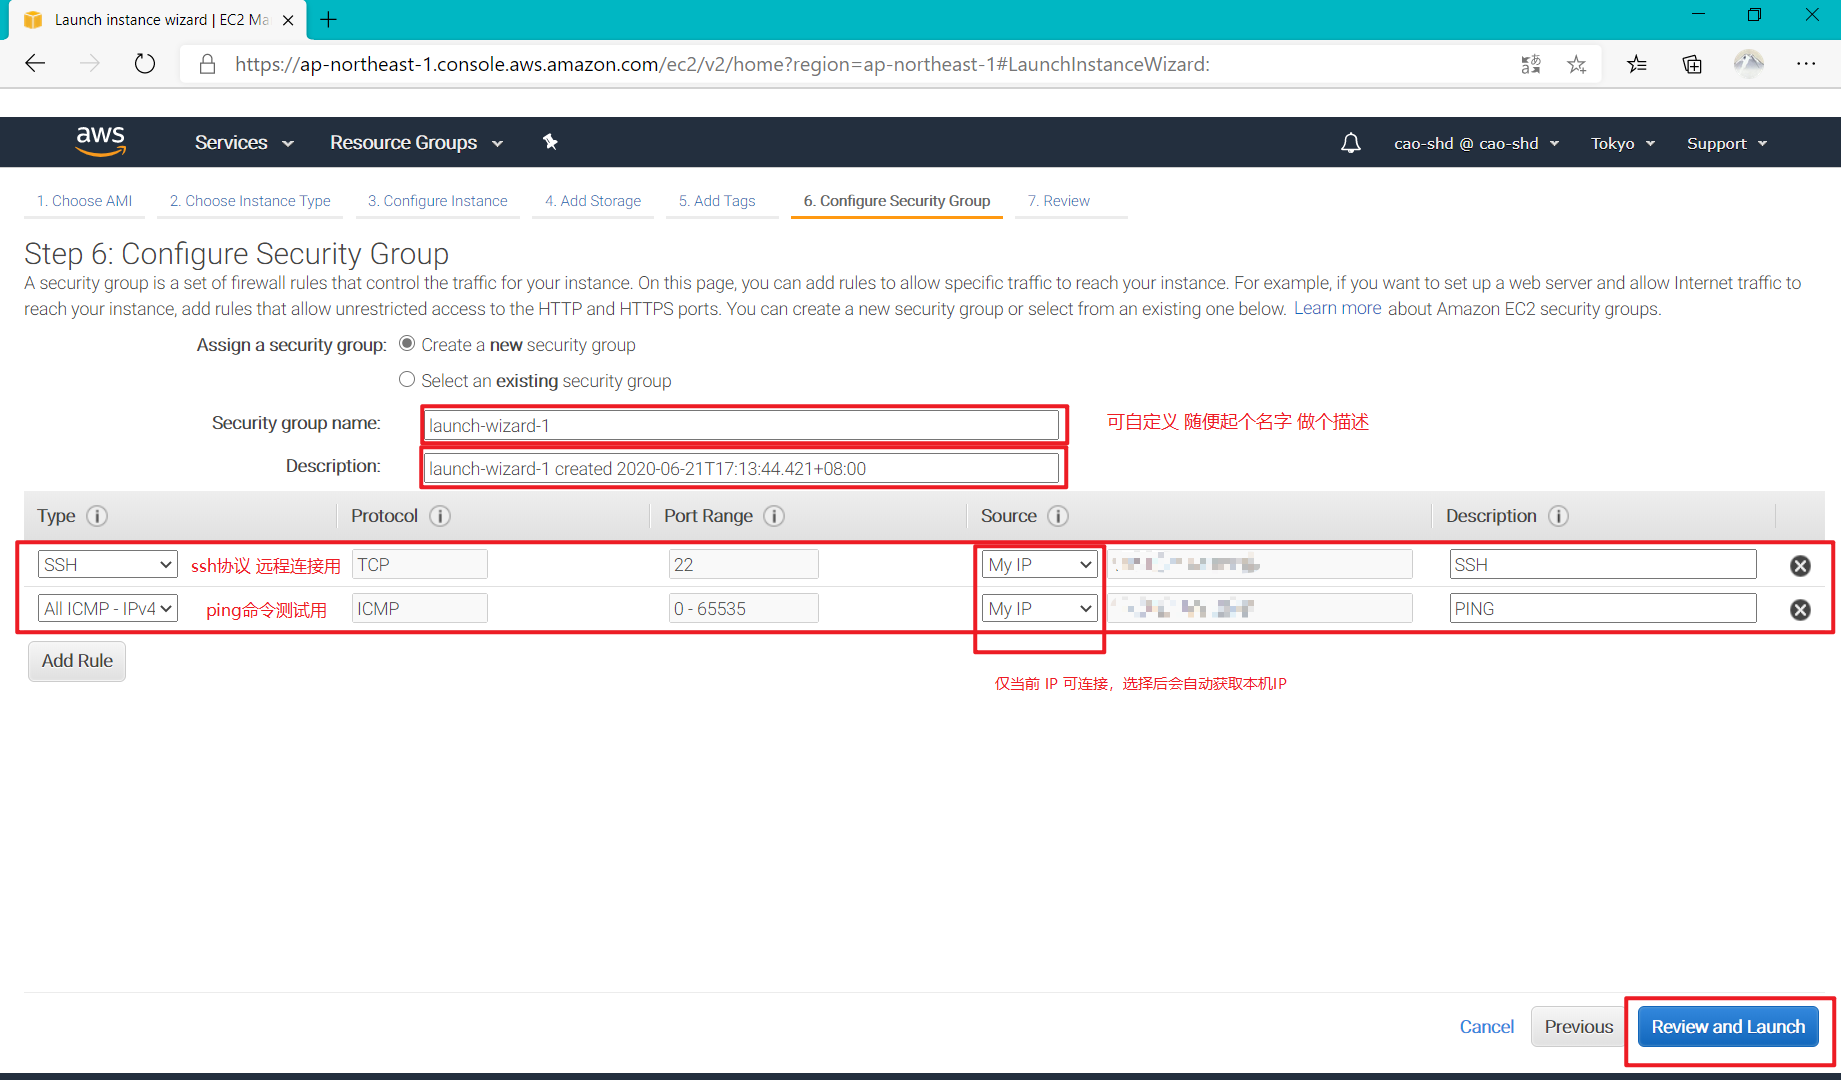 Launch instance wizard | EC2 Ma
https://ap-northeast-1.console.aws.amazon.com/ec2/v2/home?region=ap-northeast-1#LaunchInstanceWizard:
aws Services Resource Groups cao-shd @ cao-shd Tokyo Support
1. Choose AMI 2. Choose Instance Type 3. Configure Instance 4. Add Storage 5. Add Tags 6. Configure Security Group 7. Review
Step 6: Configure Security Group
A security group is a set of firewall rules that control the traffic for your instance. On this page, you can add rules to allow specific traffic to reach your instance. For example, if you want to set up a web server and allow Internet traffic to
reach your instance, add rules that allow unrestricted access to the HTTP and HTTPS ports. You can create a new security group or select from an existing one below. Learn more about Amazon EC2 security groups.
Assign a security group: Create a new security group
Select an existing security group
Security group name: launch-wizard-1 可自定义 随便起个名字 做个描述
Description: launch-wizard-1 created 2020-06-21T17:13:44.421+08:00
Type Protocol Port Range Source Description
SSH ssh协议 远程连接用 TCP 22 My IP SSH
All ICMP - IPv4 ping命令测试用 ICMP 0 - 65535 My IP PING
Add Rule
仅当前 IP 可连接，选择后会自动获取本机IP
Cancel Previous Review and Launch